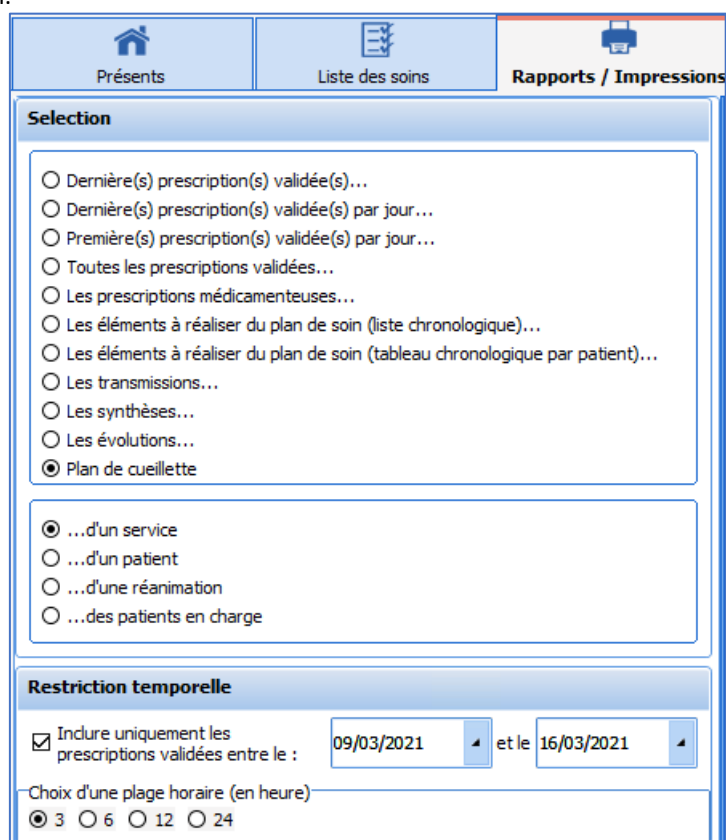 Présents
Liste des soins
Rapports / Impressions
Selection
Dernière(s) prescription(s) validée(s)...
Dernière(s) prescription(s) validée(s) par jour...
Première(s) prescription(s) validée(s) par jour...
Toutes les prescriptions validées...
Les prescriptions médicamenteuses...
Les éléments à réaliser du plan de soin (liste chronologique)...
Les éléments à réaliser du plan de soin (tableau chronologique par patient)...
Les transmissions...
Les synthèses...
Les évolutions...
Plan de cueillette
...d'un service
...d'un patient
...d'une réanimation
...des patients en charge
Restriction temporelle
Inclure uniquement les
prescriptions validées entre le : 09/03/2021 et le 16/03/2021
Choix d'une plage horaire (en heure)
3 6 12 24